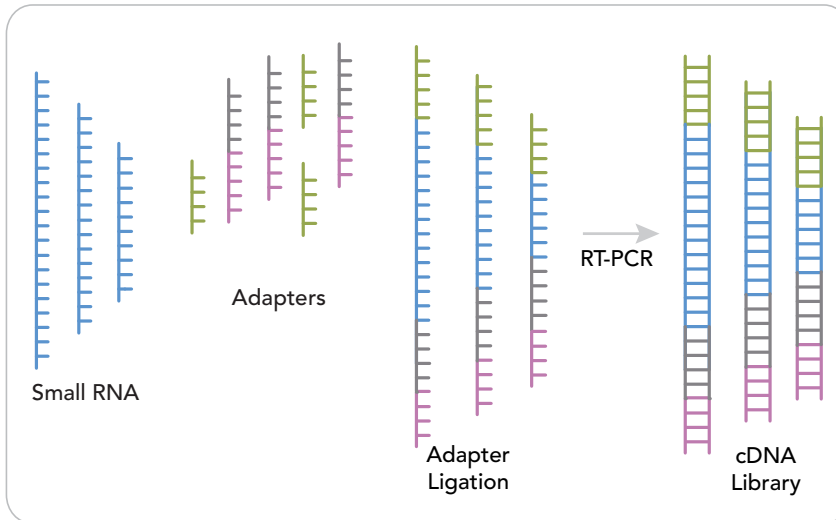 Small RNA
Adapters
Adapter
Ligation
RT-PCR
cDNA
Library